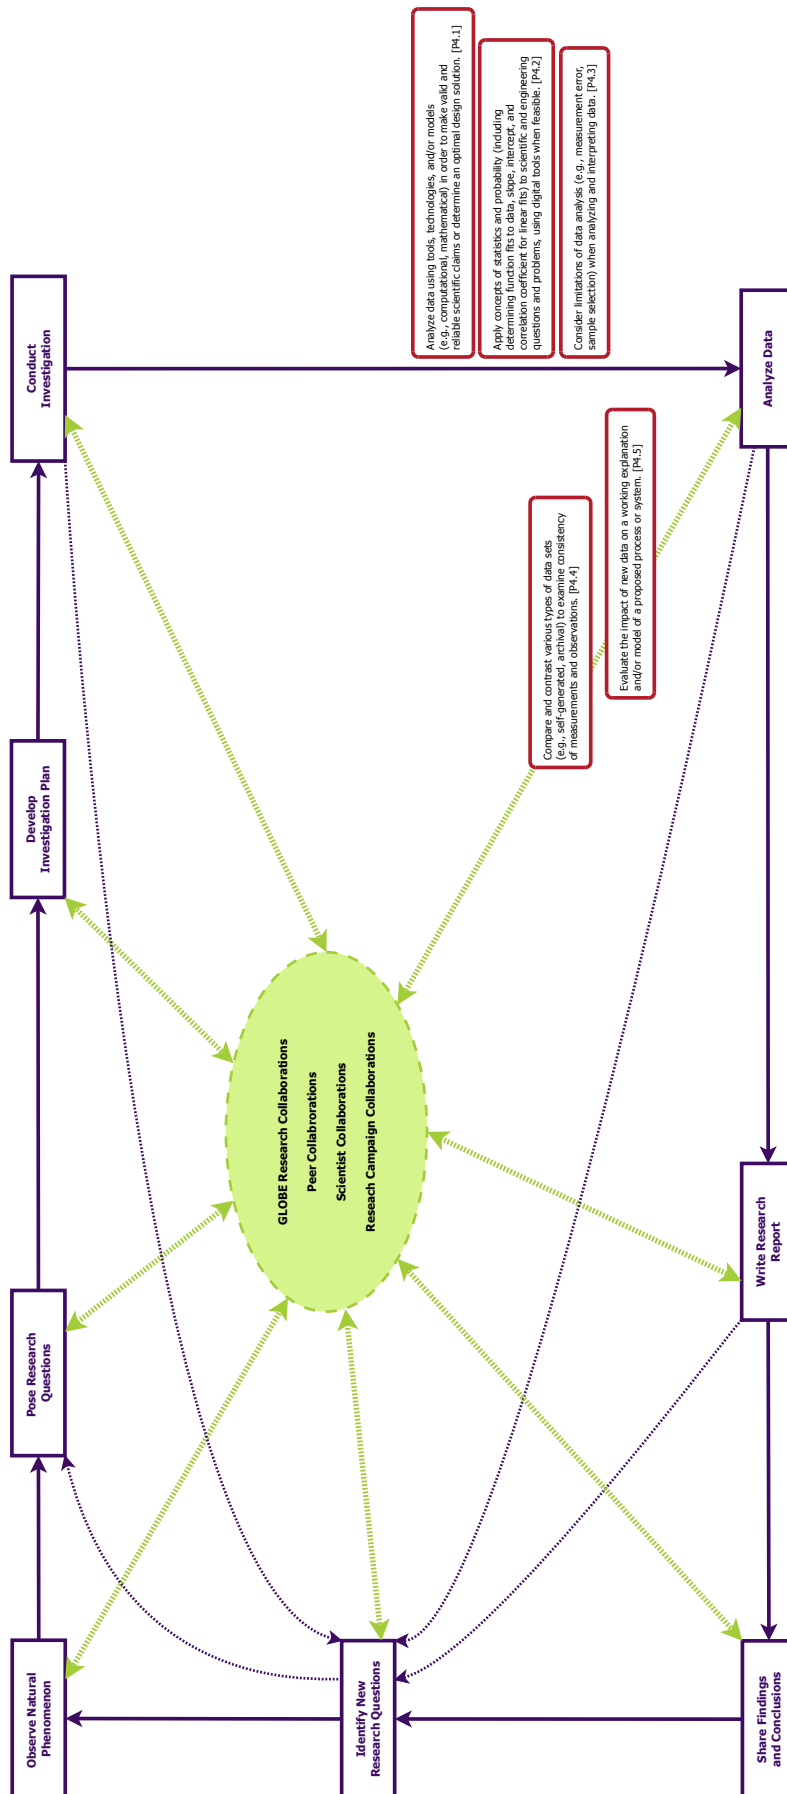 Observe Natural
Phenomenon
Pose Research
Questions
Develop
Investigation Plan
Conduct
Investigation
GLOBE Research Collaborations
Peer Collabrorations
Scientist Collaborations
Reseach Campaign Collaborations
Identify New
Research Questions
Analyze data using tools, technologies, and/or models
(e.g., computational, mathematical) in order to make valid and
reliable scientific claims or determine an optimal design solution. [P4.1]
Apply concepts of statistics and probability (including
determining function fits to data, slope, intercept, and
correlation coefficient for linear fits) to scientific and engineering
questions and problems, using digital tools when feasible. [P4.2]
Consider limitations of data analysis (e.g., measurement error,
sample selection) when analyzing and interpreting data. [P4.3]
Compare and contrast various types of data sets
(e.g., self-generated, archival) to examine consistency
of measurements and observations. [P4.4]
Evaluate the impact of new data on a working explanation
and/or model of a proposed process or system. [P4.5]
Share Findings
and Conclusions
Write Research
Report
Analyze Data